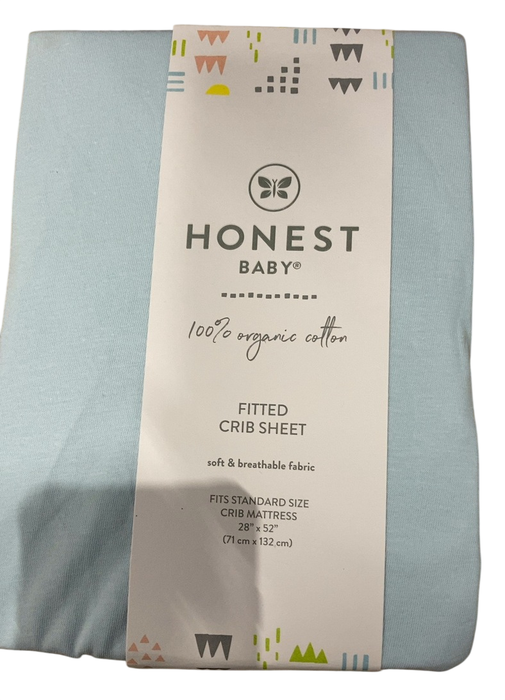 HONEST
BABY®
100% organic cotton
FITTED
CRIB SHEET
soft & breathable fabric
FITS STANDARD SIZE
CRIB MATTRESS
28" x 52"
(71 cm x 132 cm)